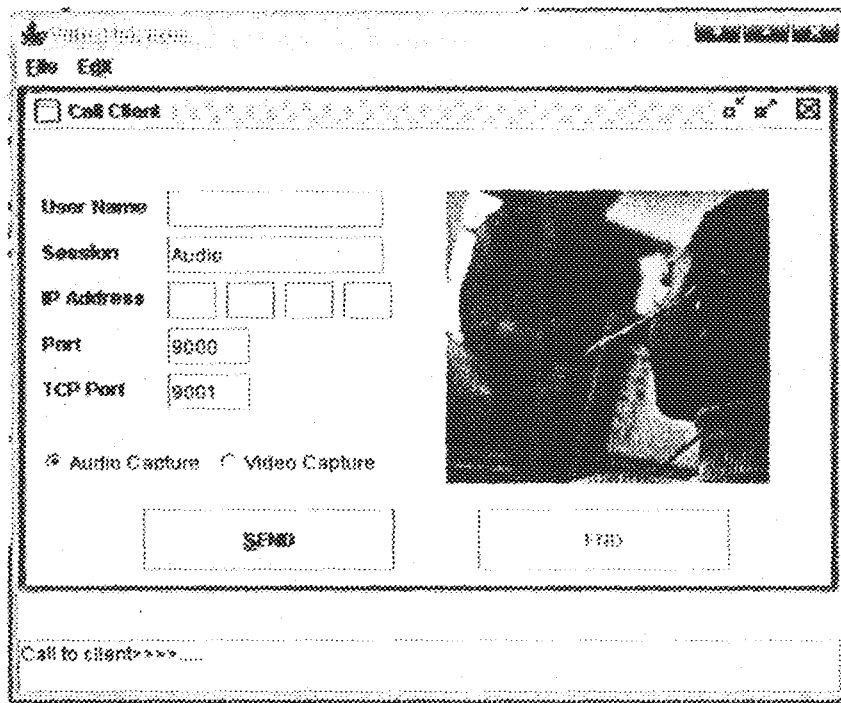 File Edit
Call Client
User Name
Session Audio
IP Address
Port 9000
TCP Port 9001
Audio Capture Video Capture
SEND END
Call to client>>>>.....